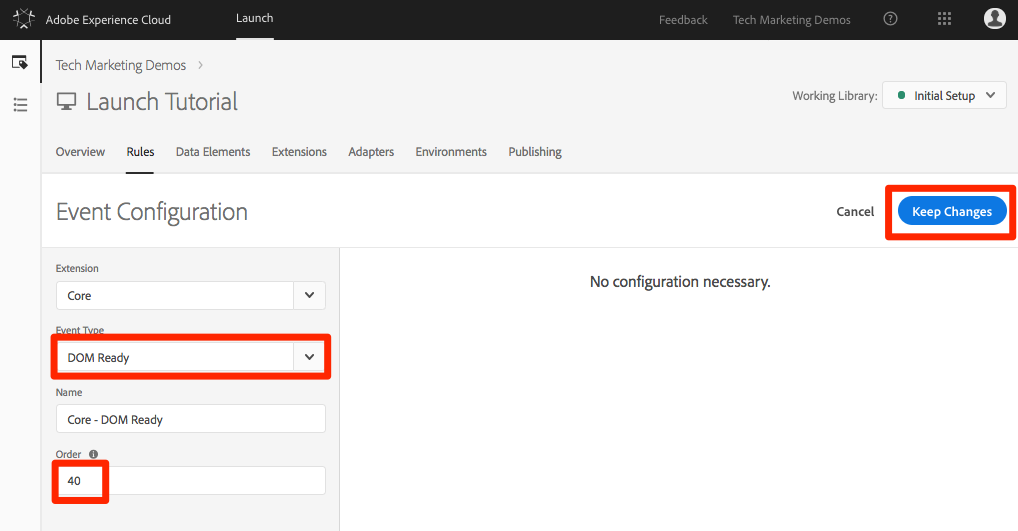 Adobe Experience Cloud
Launch
Feedback
Tech Marketing Demos
Tech Marketing Demos
Launch Tutorial
Working Library:
Initial Setup
Overview
Rules
Data Elements
Extensions
Adapters
Environments
Publishing
Event Configuration
Cancel
Keep Changes
Extension
Core
No configuration necessary.
Event Type
DOM Ready
Name
Core - DOM Ready
Order
40